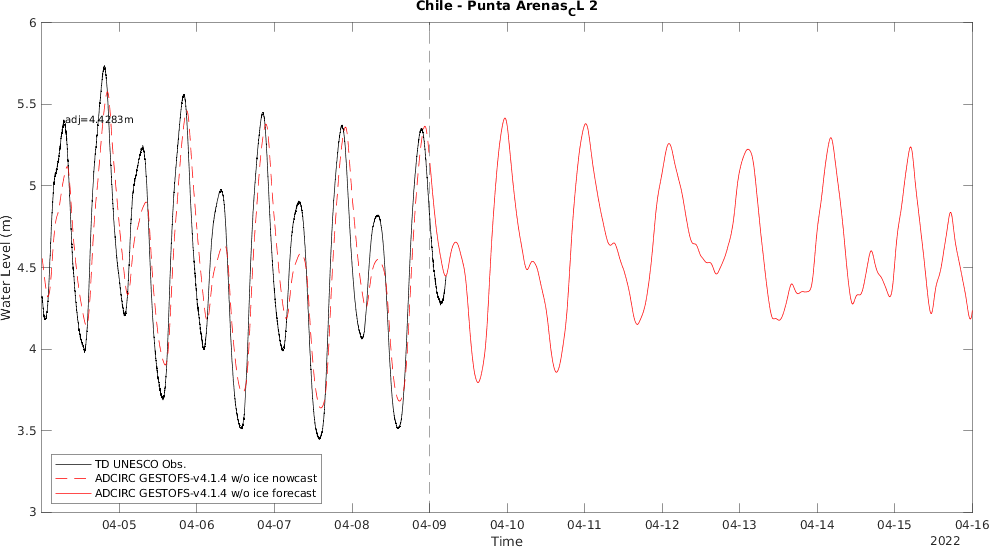 Chile - Punta Arenas_CL 2
6
5.5
5
4.5
4
3.5
3
Water Level (m)
adj=4.4283m
TD UNESCO Obs.
ADCIRC GESTOFS-v4.1.4 w/o ice nowcast
ADCIRC GESTOFS-v4.1.4 w/o ice forecast
04-05 04-06 04-07 04-08 04-09 04-10 04-11 04-12 04-13 04-14 04-15 04-16
Time
2022